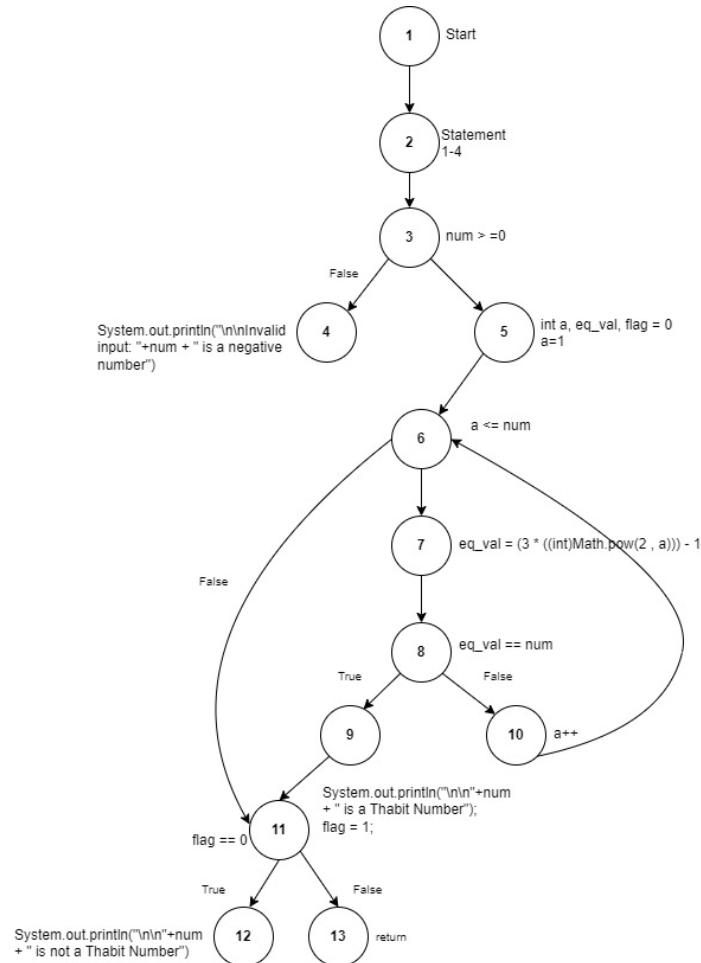 1
Start
2
Statement
1-4
3
num > =0
False
4
System.out.println("\n\nInvalid
input: "+num + " is a negative
number")
5
int a, eq_val, flag = 0
a=1
6
a <= num
7
eq_val = (3 * ((int)Math.pow(2 , a))) - 1
False
8
eq_val == num
True
False
9
10
a++
System.out.println("\n\n"+num
+ " is a Thabit Number");
flag = 1;
11
flag == 0
True
False
12
System.out.println("\n\n"+num
+ " is not a Thabit Number")
13
return